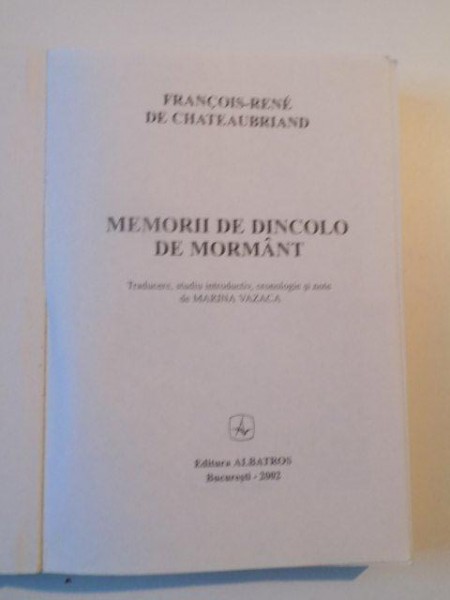 FRANÇOIS-RENÉ
DE CHATEAUBRIAND
MEMORII DE DINCOLO
DE MORMÂNT
Traducere, studiu introductiv, cronologie și note
de MARINA VAZACA
Editura ALBATROS
București - 2002